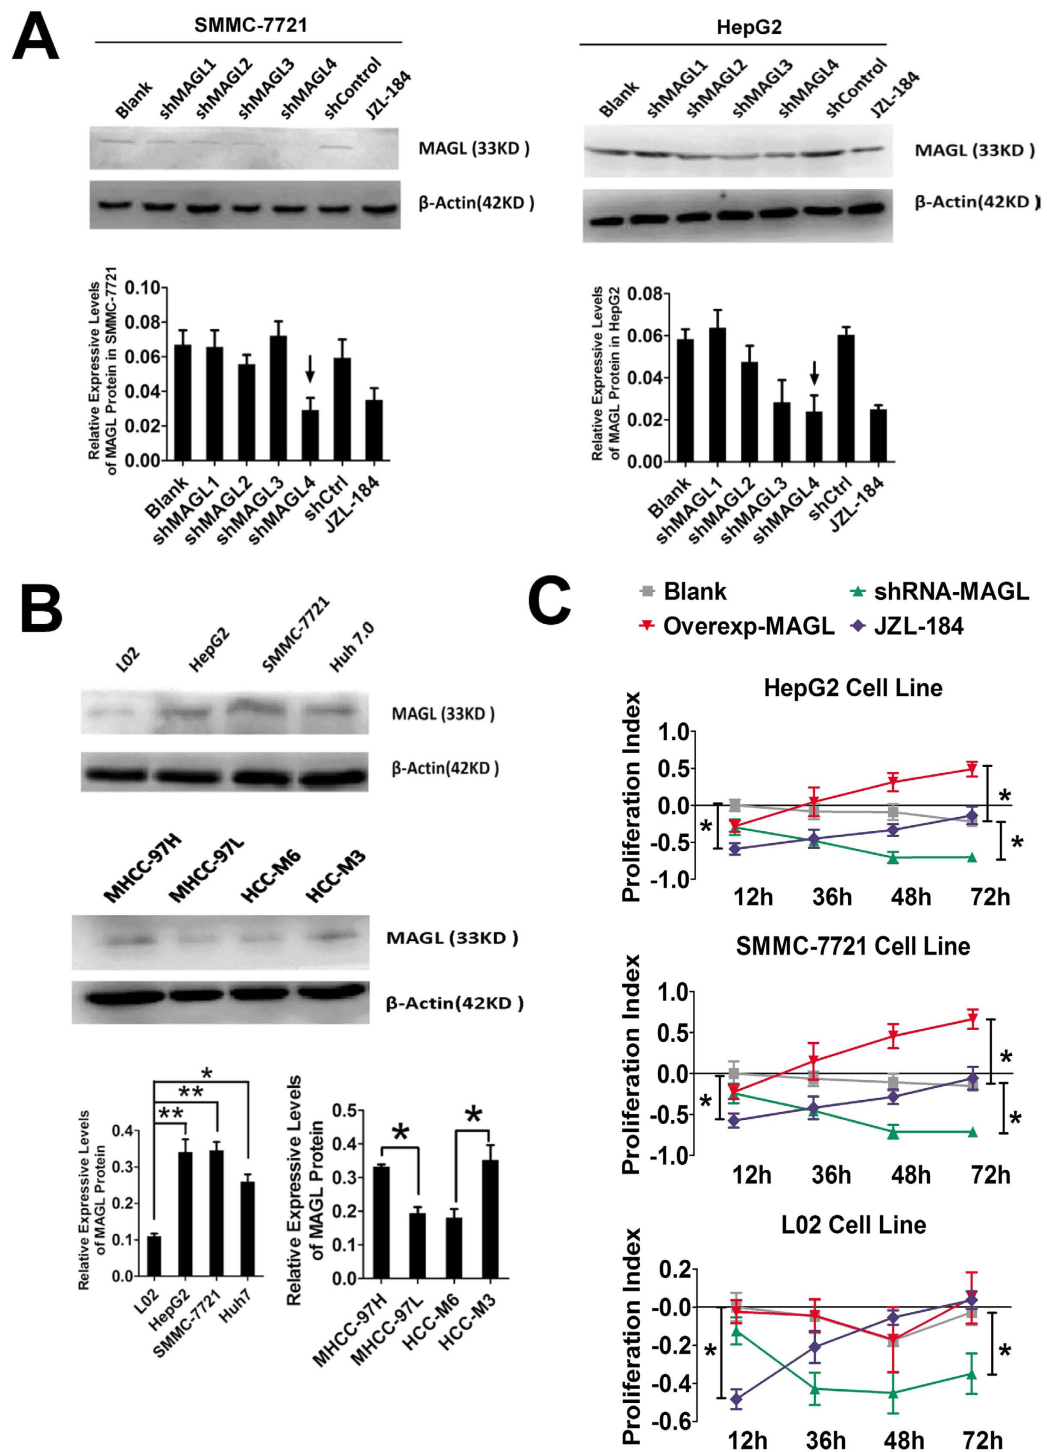 A
SMMC-7721
Blank shMAGL1 shMAGL2 shMAGL3 shMAGL4 shControl JZL-184
MAGL (33KD )
β-Actin(42KD )
HepG2
Blank shMAGL1 shMAGL2 shMAGL3 shMAGL4 shControl JZL-184
MAGL (33KD )
β-Actin(42KD )
Relative Expressive Levels
of MAGL Protein in SMMC-7721
0.10
0.08
0.06
0.04
0.02
0.00
Blank shMAGL1 shMAGL2 shMAGL3 shMAGL4 shCtrl JZL-184
Relative Expressive Levels
of MAGL Protein in HepG2
0.08
0.06
0.04
0.02
0.00
Blank shMAGL1 shMAGL2 shMAGL3 shMAGL4 shCtrl JZL-184
B
L02 HepG2 SMMC-7721 Huh 7.0
MAGL (33KD )
β-Actin(42KD )
MHCC-97H MHCC-97L HCC-M6 HCC-M3
MAGL (33KD )
β-Actin(42KD )
Relative Expressive Levels
of MAGL Protein
0.4
0.3
0.2
0.1
0.0
*
**
**
L02 HepG2 SMMC-7721 Huh7
Relative Expressive Levels
of MAGL Protein
0.5
0.4
0.3
0.2
0.1
0.0
* *
MHCC-97H MHCC-97L HCC-M6 HCC-M3
C
Blank shRNA-MAGL
Overexp-MAGL JZL-184
HepG2 Cell Line
Proliferation Index
1.0
0.5
0.0
-0.5
-1.0
* * *
12h 36h 48h 72h
SMMC-7721 Cell Line
Proliferation Index
1.0
0.5
0.0
-0.5
-1.0
* * *
12h 36h 48h 72h
L02 Cell Line
Proliferation Index
0.2
-0.0
-0.2
-0.4
-0.6
* *
12h 36h 48h 72h